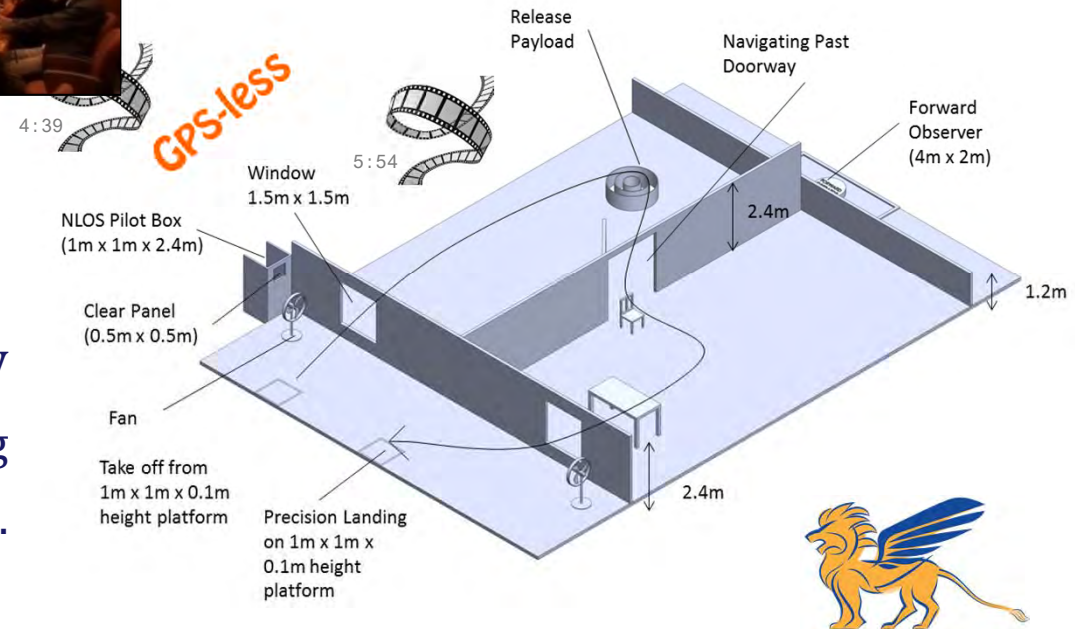 4:39
GPS-less
5:54
Release
Payload
Navigating Past
Doorway
Forward
Observer
(4m x 2m)
Window
1.5m x 1.5m
2.4m
NLOS Pilot Box
(1m x 1m x 2.4m)
1.2m
Clear Panel
(0.5m x 0.5m)
Fan
Take off from
1m x 1m x 0.1m
height platform
Precision Landing
on 1m x 1m x
0.1m height
platform
2.4m